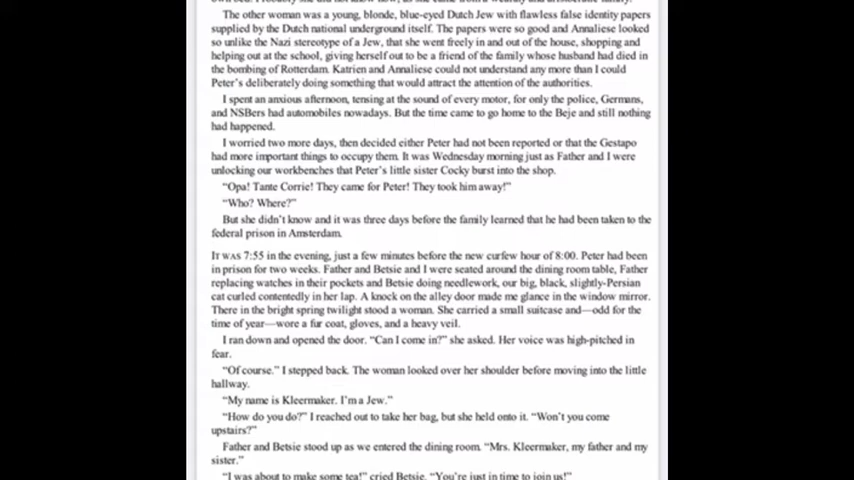 The other woman was a young, blonde, blue-eyed Dutch Jew with flawless false identity papers
supplied by the Dutch national underground itself. The papers were so good and Annaliese looked
so unlike the Nazi stereotype of a Jew, that she went freely in and out of the house, shopping and
helping out at the school, giving herself out to be a friend of the family whose husband had died in
the bombing of Rotterdam. Katrien and Annaliese could not understand any more than I could
Peter's deliberately doing something that would attract the attention of the authorities.
I spent an anxious afternoon, tensing at the sound of every motor, for only the police, Germans,
and NSBers had automobiles nowadays. But the time came to go home to the Beje and still nothing
had happened.
I worried two more days, then decided either Peter had not been reported or that the Gestapo
had more important things to occupy them. It was Wednesday morning just as Father and I were
unlocking our workbenches that Peter's little sister Cocky burst into the shop.
“Opa! Tante Corrie! They came for Peter! They took him away!”
“Who? Where?”
But she didn't know and it was three days before the family learned that he had been taken to the
federal prison in Amsterdam.
IT WAS 7:55 in the evening, just a few minutes before the new curfew hour of 8:00. Peter had been
in prison for two weeks. Father and Betsie and I were seated around the dining room table, Father
replacing watches in their pockets and Betsie doing needlework, our big, black, slightly-Persian
cat curled contentedly in her lap. A knock on the alley door made me glance in the window mirror.
There in the bright spring twilight stood a woman. She carried a small suitcase and—odd for the
time of year—wore a fur coat, gloves, and a heavy veil.
I ran down and opened the door. “Can I come in?” she asked. Her voice was high-pitched in
fear.
“Of course.” I stepped back. The woman looked over her shoulder before moving into the little
hallway.
“My name is Kleermaker. I'm a Jew.”
“How do you do?” I reached out to take her bag, but she held onto it. “Won't you come
upstairs?”
Father and Betsie stood up as we entered the dining room. “Mrs. Kleermaker, my father and my
sister.”
“I was about to make some tea!” cried Betsie. “You're just in time to join us!”